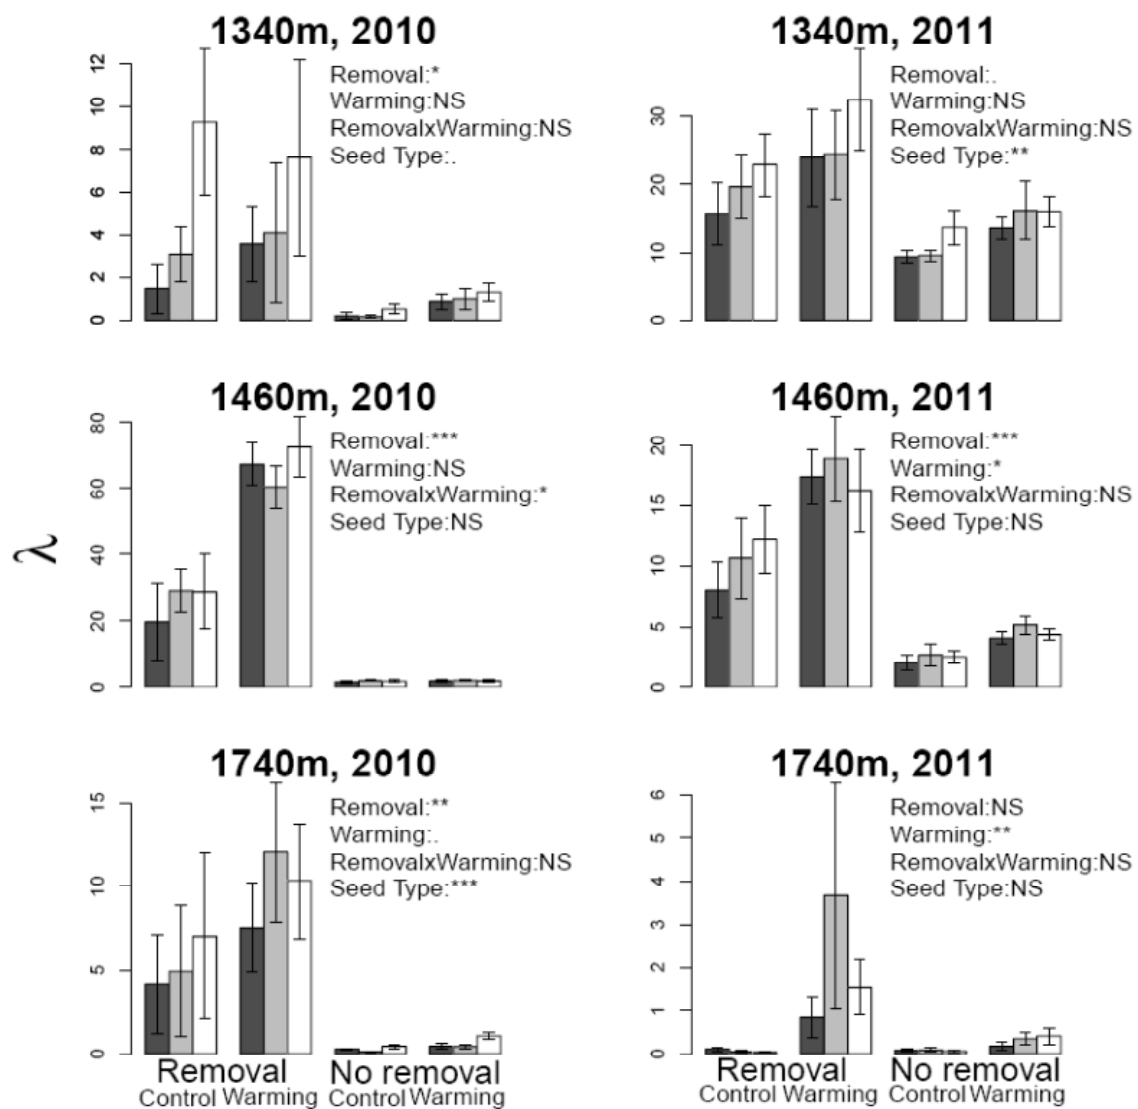 1340m, 2010
12
10
8
6
4
2
0
Removal:*
Warming:NS
RemovalxWarming:NS
Seed Type:.
1340m, 2011
30
20
10
0
Removal:.
Warming:NS
RemovalxWarming:NS
Seed Type:**
λ
1460m, 2010
80
60
40
20
0
Removal:***
Warming:NS
RemovalxWarming:*
Seed Type:NS
1460m, 2011
20
15
10
5
0
Removal:***
Warming:*
RemovalxWarming:NS
Seed Type:NS
1740m, 2010
15
10
5
0
Removal:**
Warming:.
RemovalxWarming:NS
Seed Type:***
Removal No removal
Control Warming Control Warming
1740m, 2011
6
5
4
3
2
1
0
Removal:NS
Warming:**
RemovalxWarming:NS
Seed Type:NS
Removal No removal
Control Warming Control Warming